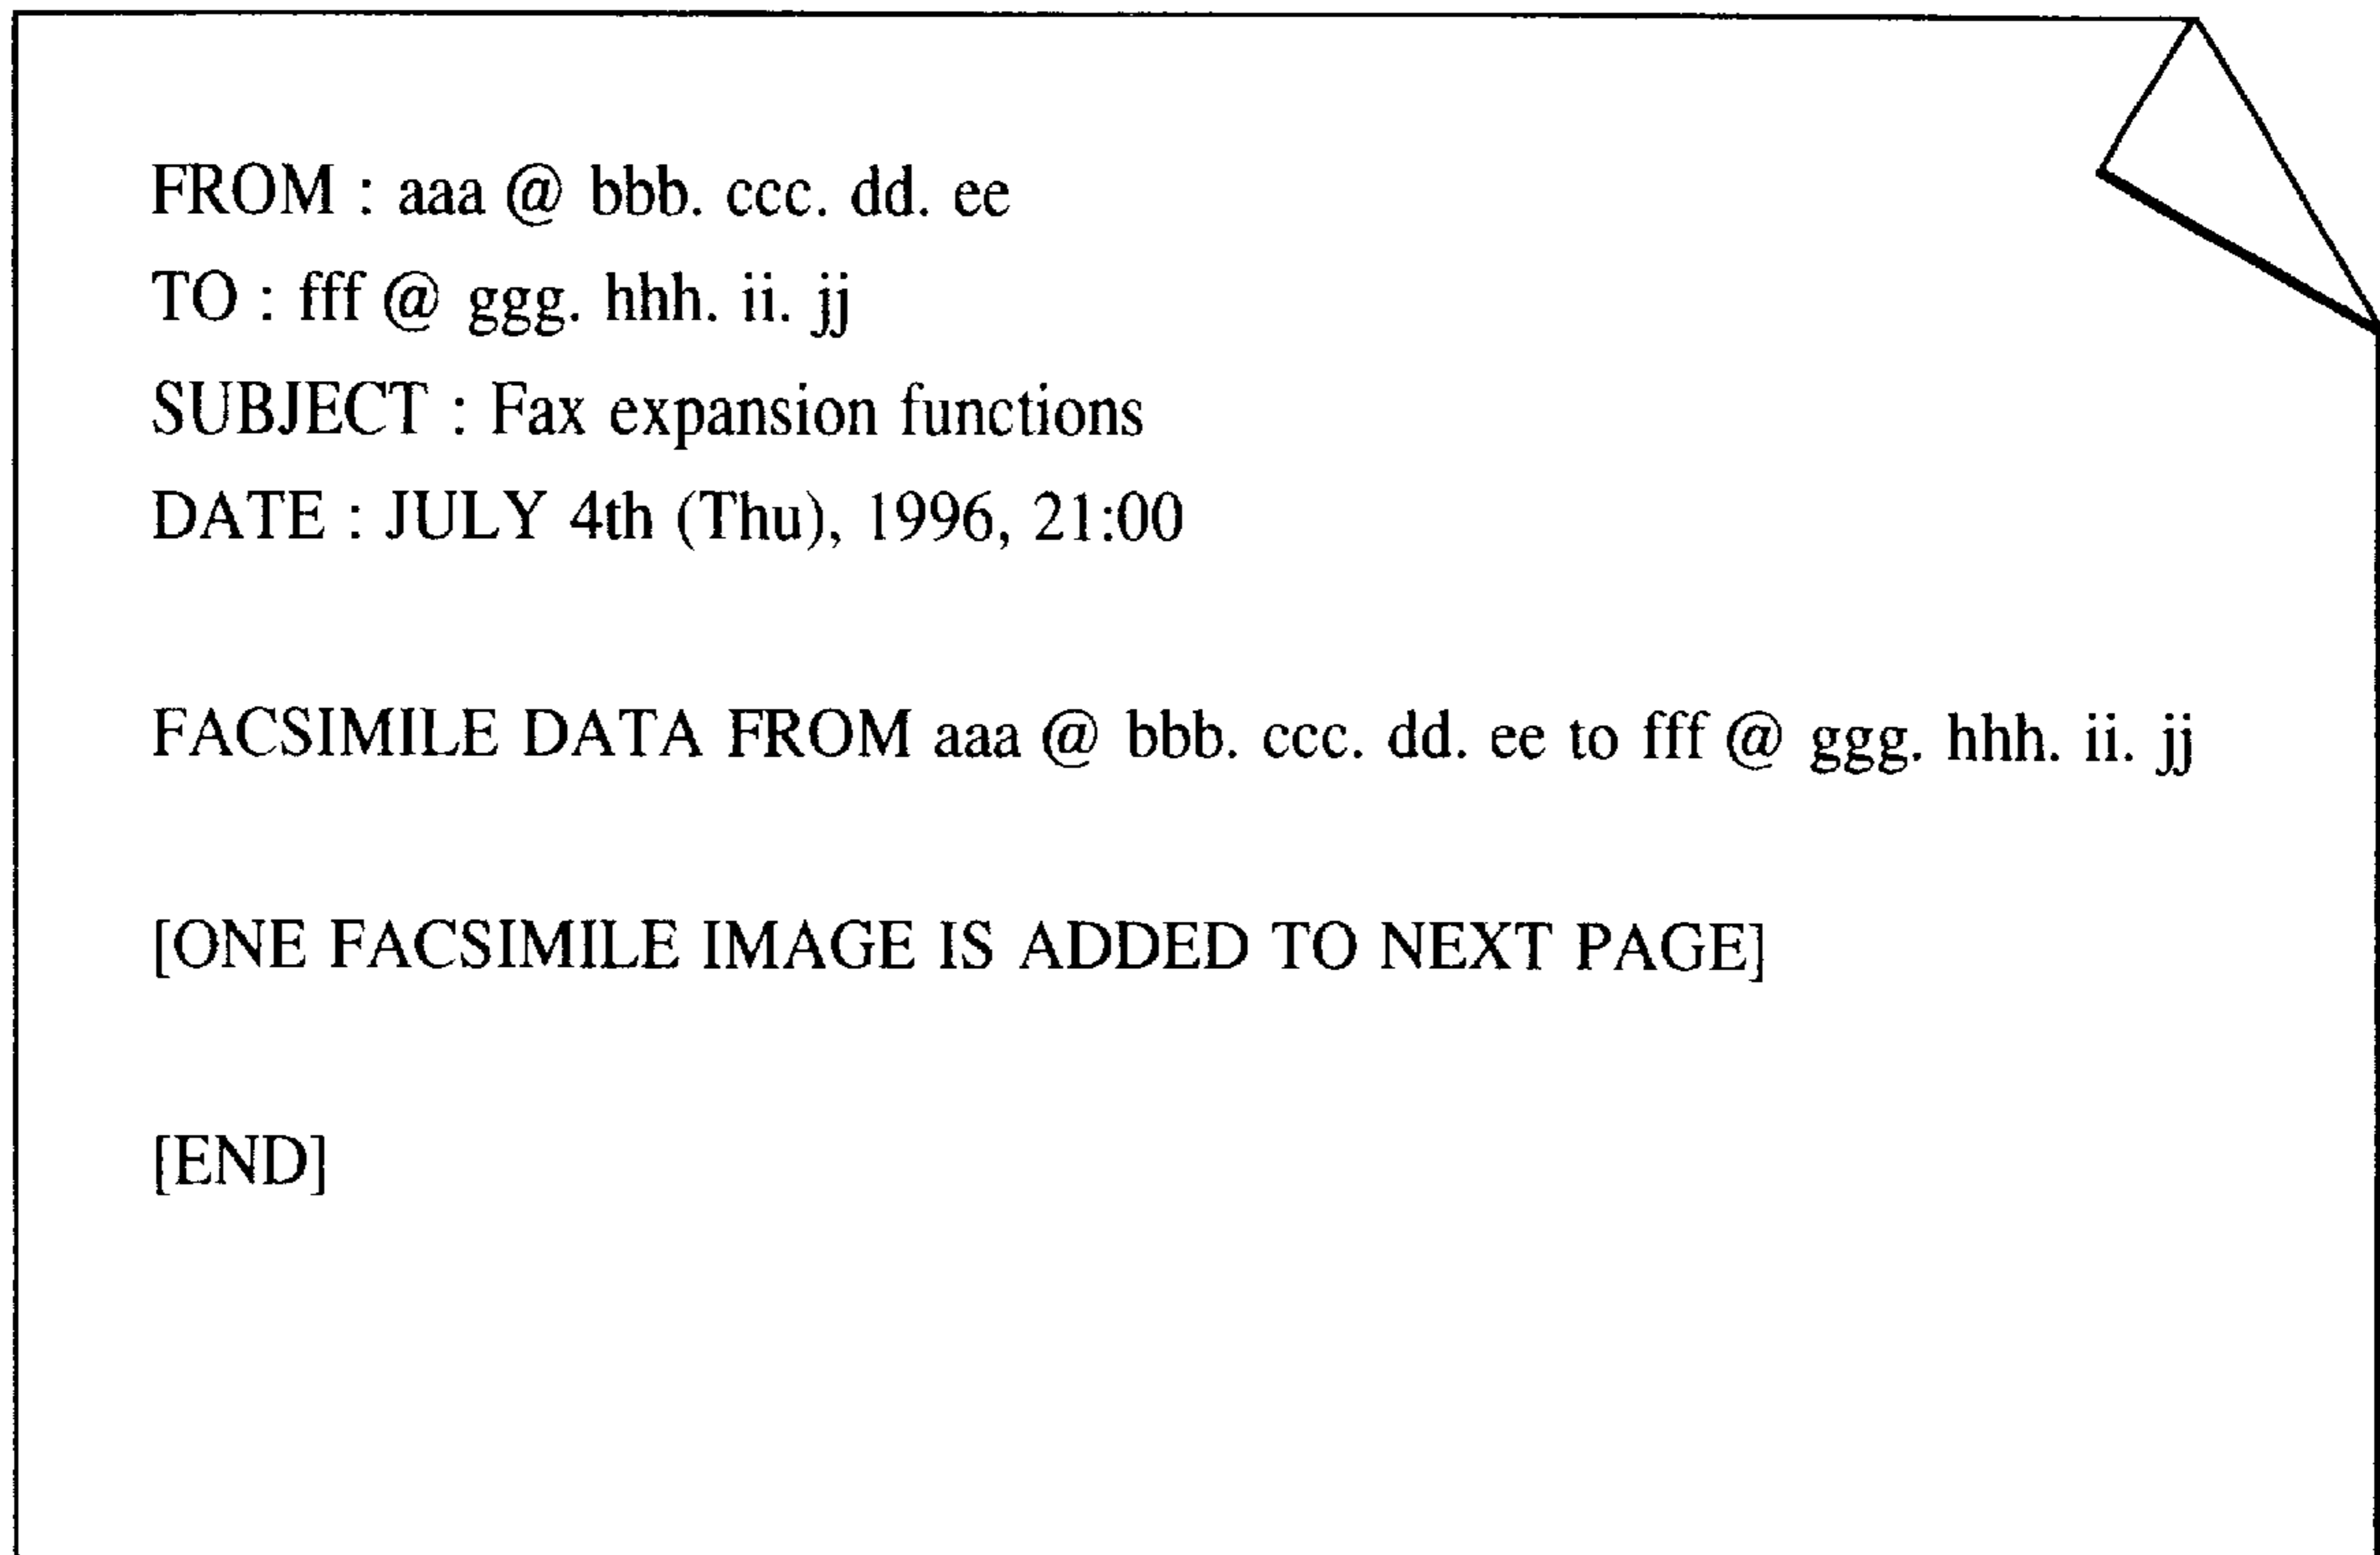 FROM : aaa @ bbb. ccc. dd. ee
TO : fff @ ggg. hhh. ii. jj
SUBJECT : Fax expansion functions
DATE : JULY 4th (Thu), 1996, 21:00
FACSIMILE DATA FROM aaa @ bbb. ccc. dd. ee to fff @ ggg. hhh. ii. jj
[ONE FACSIMILE IMAGE IS ADDED TO NEXT PAGE]
[END]